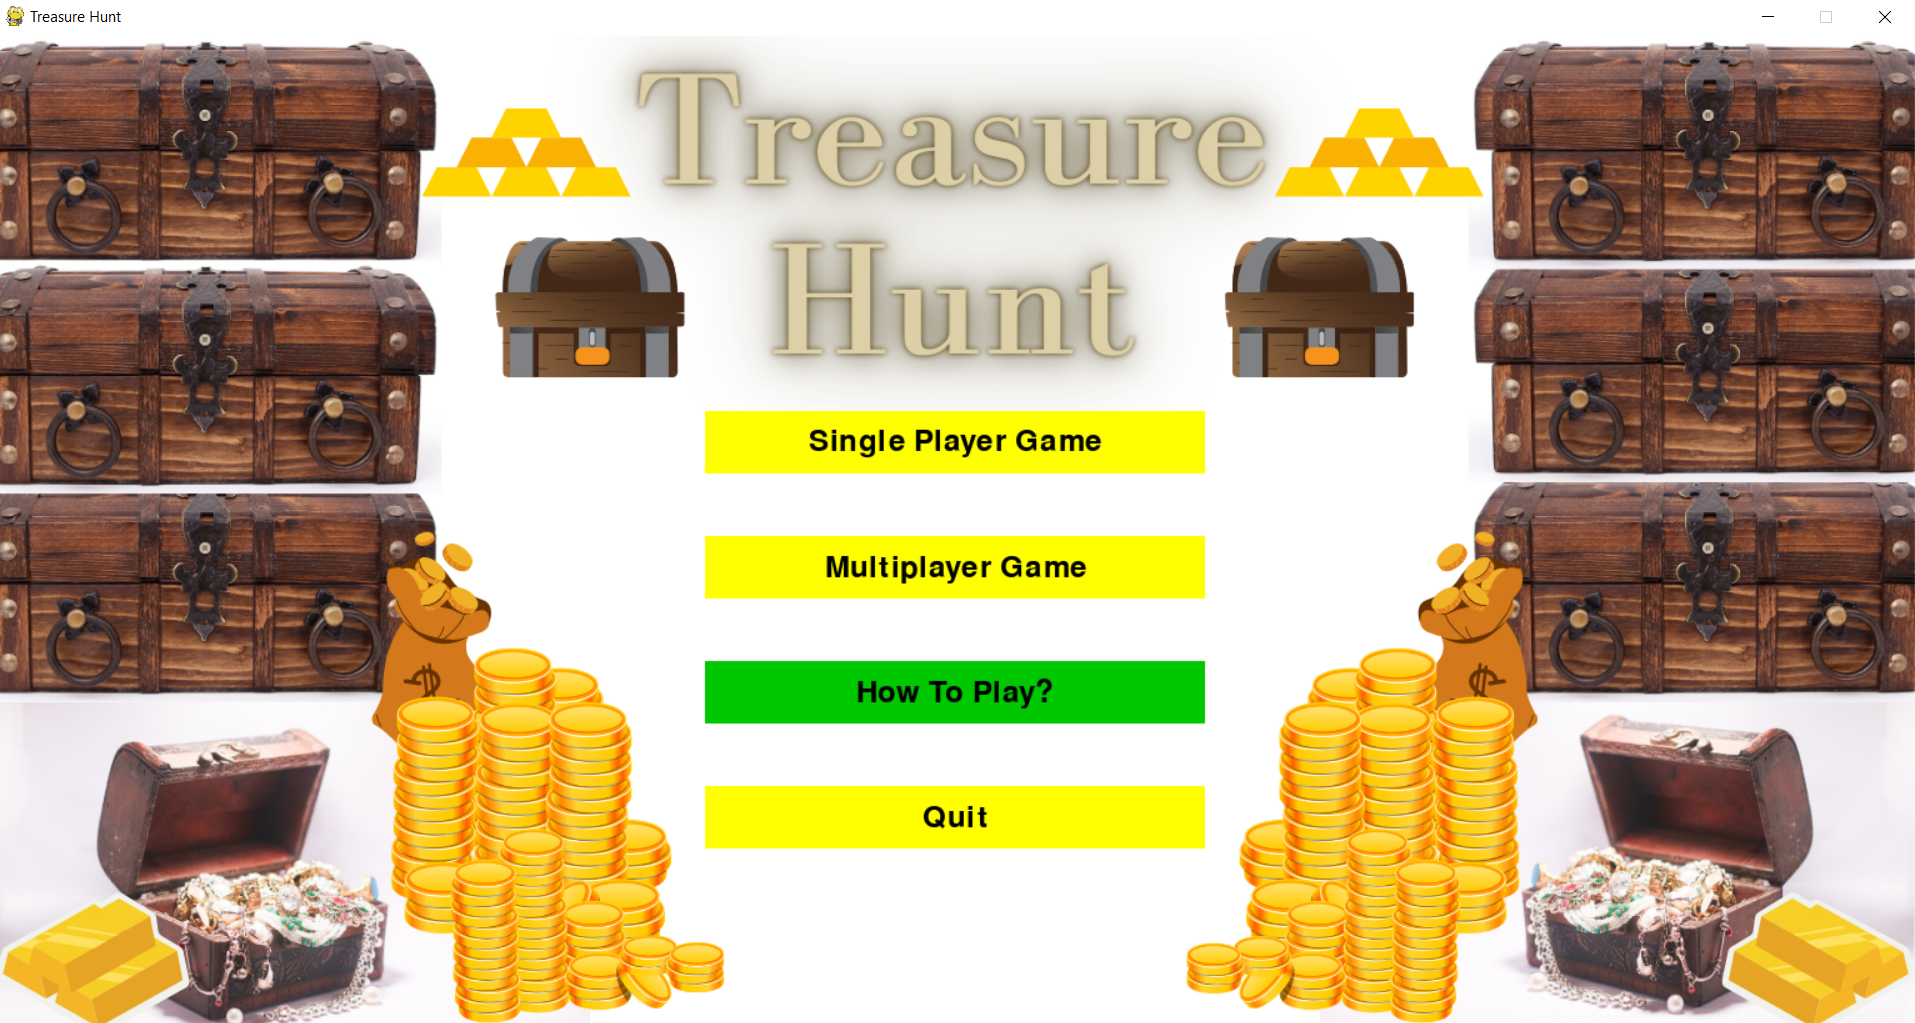 Treasure Hunt
Treasure
Hunt
Single Player Game
Multiplayer Game
How To Play?
Quit